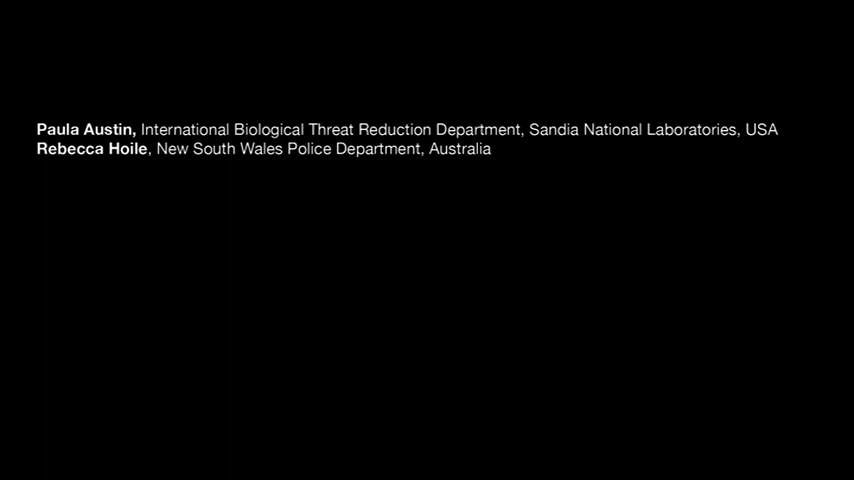 Paula Austin, International Biological Threat Reduction Department, Sandia National Laboratories, USA
Rebecca Hoile, New South Wales Police Department, Australia